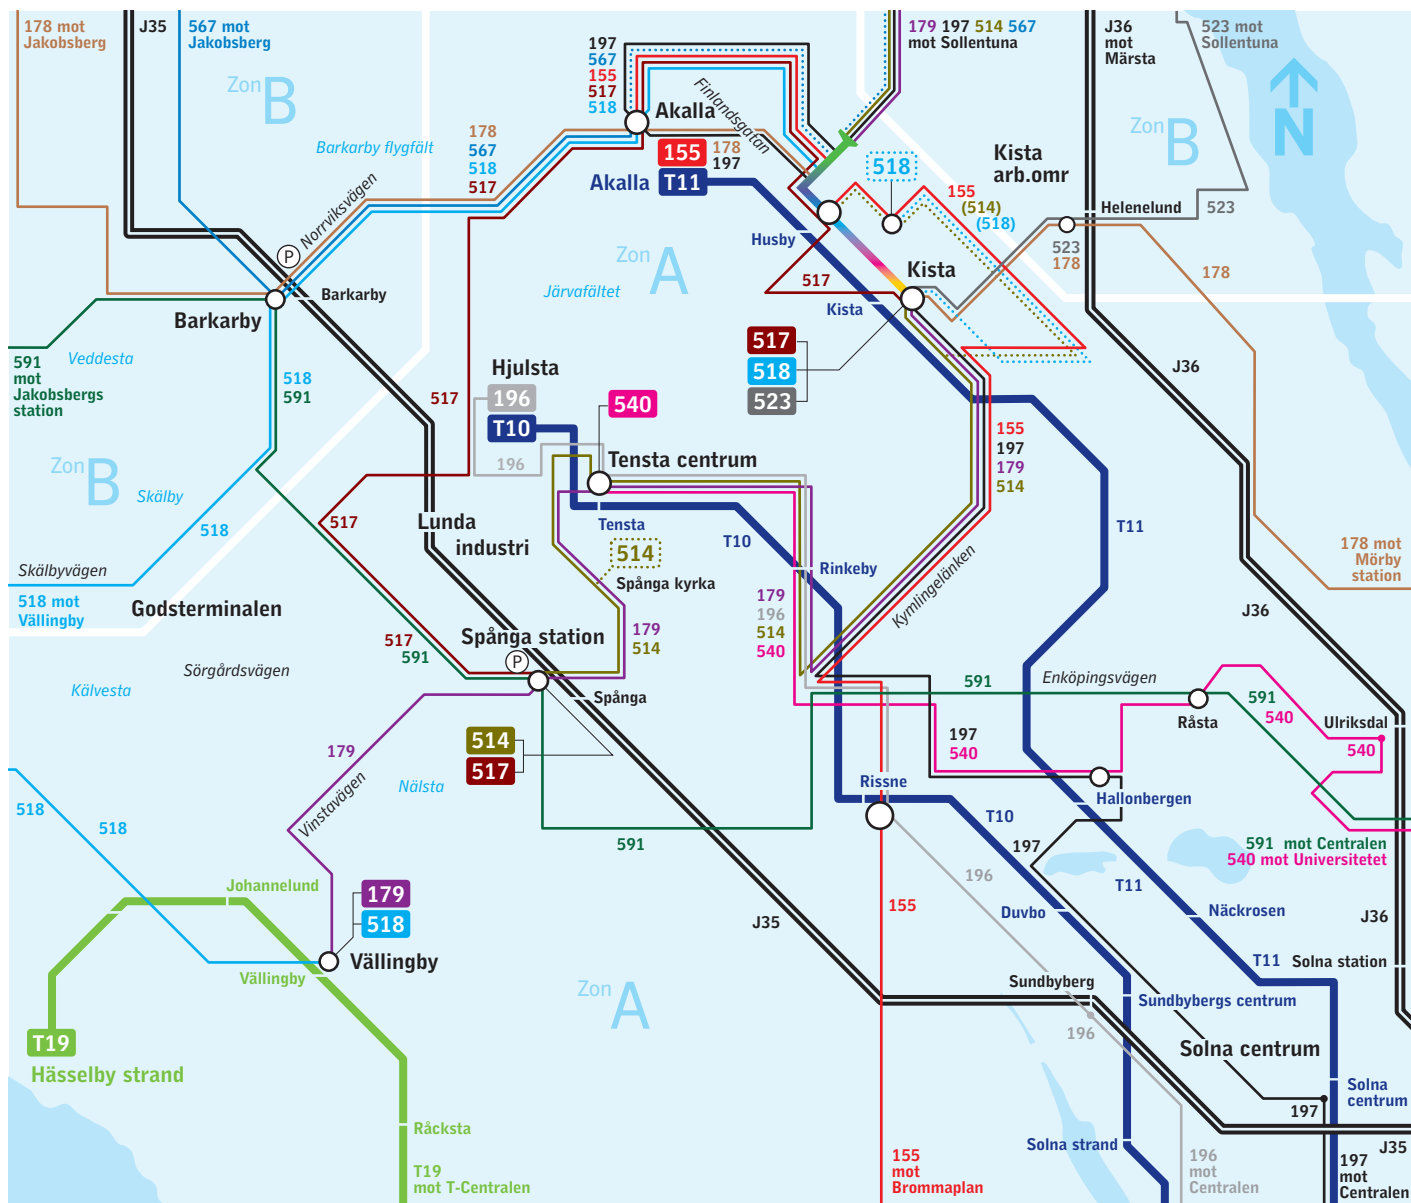 178 mot
Jakobsberg
J35
567 mot
Jakobsberg
197
567
155
517
518
179 197 514 567
mot Sollentuna
J36
mot
Märsta
523 mot
Sollentuna
Zon B
Barkarby flygfält
178
567
518
517
Akalla
Finlandsgatan
155
178
197
Akalla
T11
518
Kista
arb.omr
Zon B
N
155
(514)
(518)
Helenelund
523
523
178
178
Norrviksvägen
P
Barkarby
Barkarby
Husby
Zon A
Järvafältet
517
Kista
Kista
591
mot
Jakobsbergs
station
Veddesta
518
591
517
Hjulsta
196
T10
540
517
518
523
J36
155
197
179
514
Zon B
Skälby
518
196
Tensta centrum
517
Lunda
industri
Tensta
T10
514
Spånga kyrka
Rinkeby
T11
Kymlingelänken
178 mot
Mörby
station
Skälbyvägen
518 mot
Vällingby
Godsterminalen
517
591
Spånga station
P
179
514
179
196
514
540
J36
Sörgårdsvägen
Kälvesta
Spånga
591
Enköpingsvägen
591
540
Råsta
Ulriksdal
540
179
Vinstavägen
514
517
Nälsta
197
540
Rissne
Hallonbergen
518
518
591
T10
197
591 mot Centralen
540 mot Universitetet
Johannelund
179
518
196
T11
155
Duvbo
Näckrosen
J36
J35
Vällingby
Vällingby
T11
Solna station
Zon A
Sundbyberg
Sundbybergs centrum
T19
Hässelby strand
196
Solna centrum
Solna
centrum
197
Råcksta
Solna strand
J35
T19
mot T-Centralen
155
mot
Brommaplan
196
mot
Centralen
197
mot
Centralen